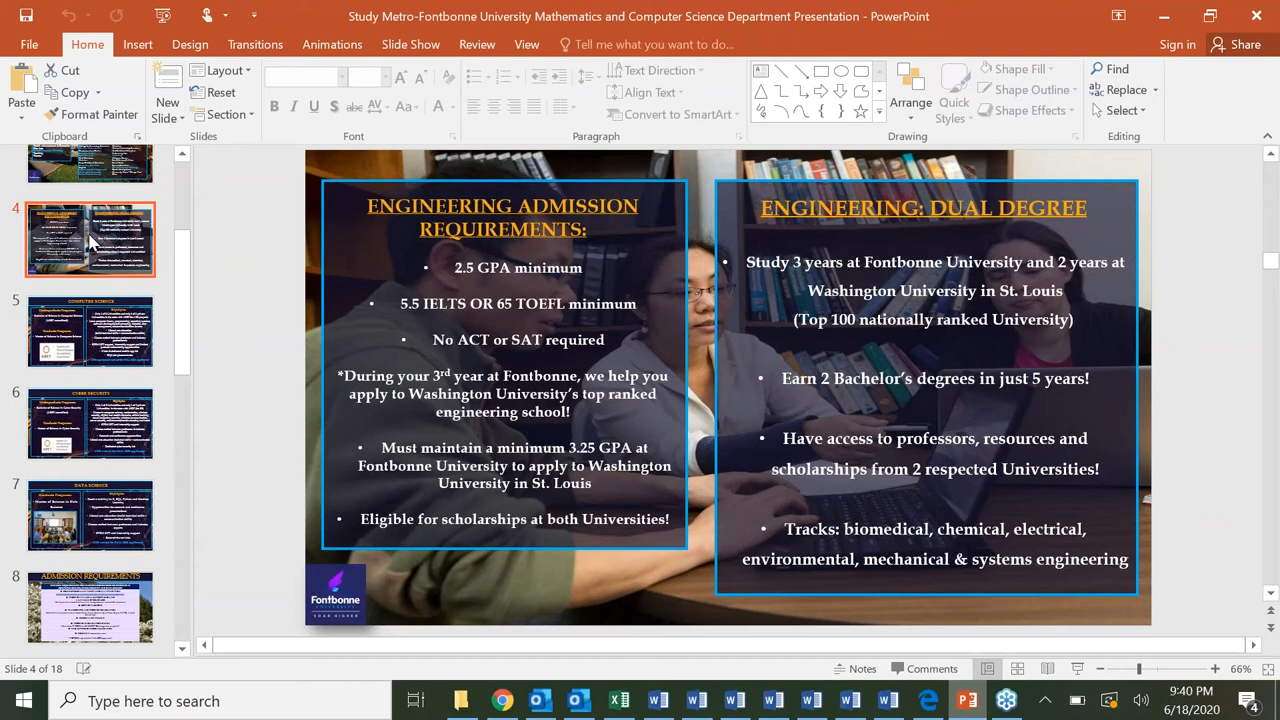 Study Metro-Fontbonne University Mathematics and Computer Science Department Presentation - PowerPoint
File Home Insert Design Transitions Animations Slide Show Review View Tell me what you want to do... Sign in Share
Paste
Cut
Copy
Format Painter
Clipboard
New
Slide
Layout
Reset
Section
Slides
Font
Text Direction
Align Text
Convert to SmartArt
Paragraph
Arrange
Quick
Styles
Shape Fill
Shape Outline
Shape Effects
Drawing
Find
Replace
Select
Editing
4
5
COMPUTER SCIENCE
6
CYBER SECURITY
7
DATA SCIENCE
8
ADMISSION REQUIREMENTS
ENGINEERING ADMISSION
REQUIREMENTS:
• 2.5 GPA minimum
• 5.5 IELTS OR 65 TOEFL minimum
• No ACT/SAT required
*During your 3rd year at Fontbonne, we help you
apply to Washington University's top ranked
engineering school!
Must maintain minimum 3.25 GPA at
Fontbonne University to apply to Washington
University in St. Louis
• Eligible for scholarships at both Universities!
ENGINEERING DUAL DEGREE
• Study 3 years at Fontbonne University and 2 years at
Washington University in St. Louis
(top 100 nationally ranked University)
• Earn 2 Bachelor's degrees in just 5 years!
Have access to professors, resources and
scholarships from 2 respected Universities!
• Tracks: biomedical, chemical, electrical,
environmental, mechanical & systems engineering
Fontbonne
UNIVERSITY
SOAR HIGHER
Slide 4 of 18
Notes
Comments
66%
Type here to search
9:40 PM
6/18/2020
4